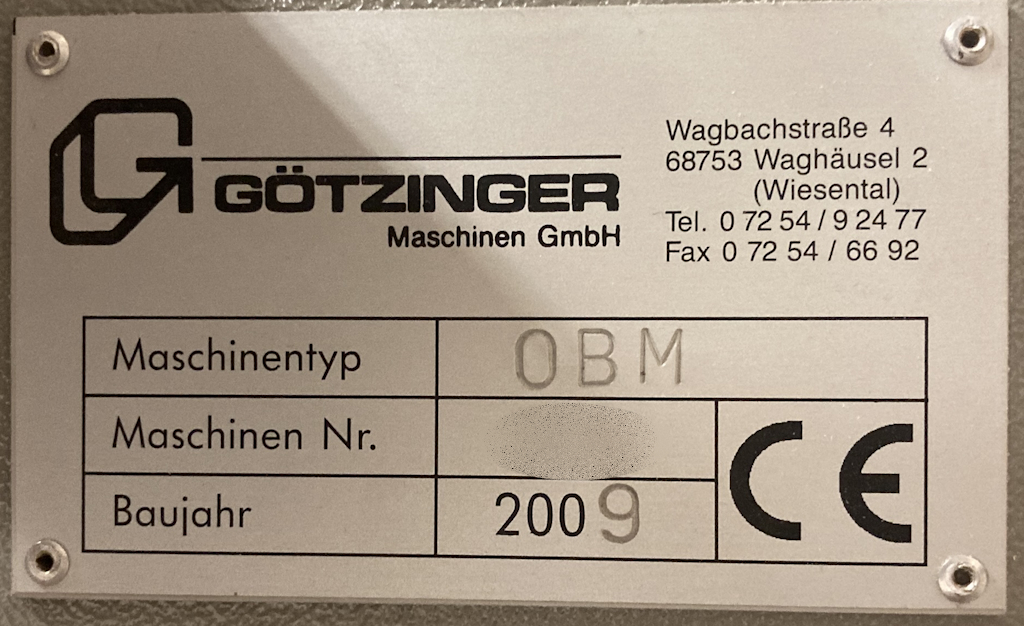 GÖTZINGER
Maschinen GmbH
Wagbachstraße 4
68753 Waghäusel 2
(Wiesental)
Tel. 0 72 54 / 9 24 77
Fax 0 72 54 / 66 92
Maschinentyp OBM
Maschinen Nr.
Baujahr 2009
CE